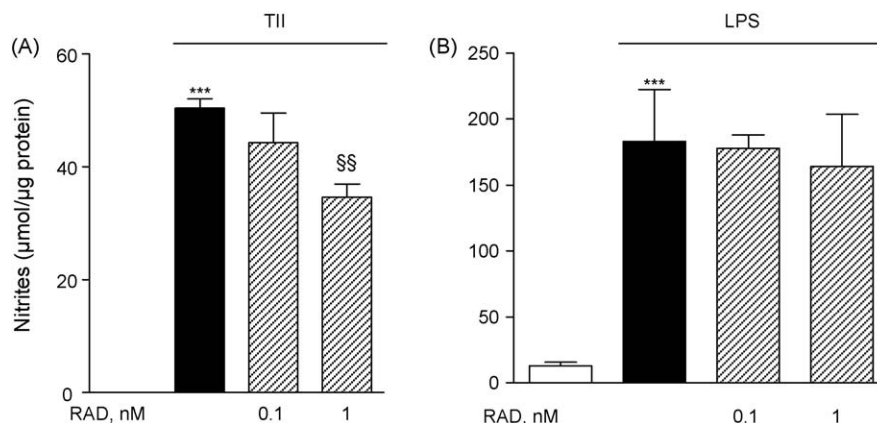 (A)
TII
Nitrites (µmol/µg protein)
60
40
20
0
***
§§
RAD, nM
0.1
1
(B)
LPS
250
200
150
100
50
0
***
RAD, nM
0.1
1